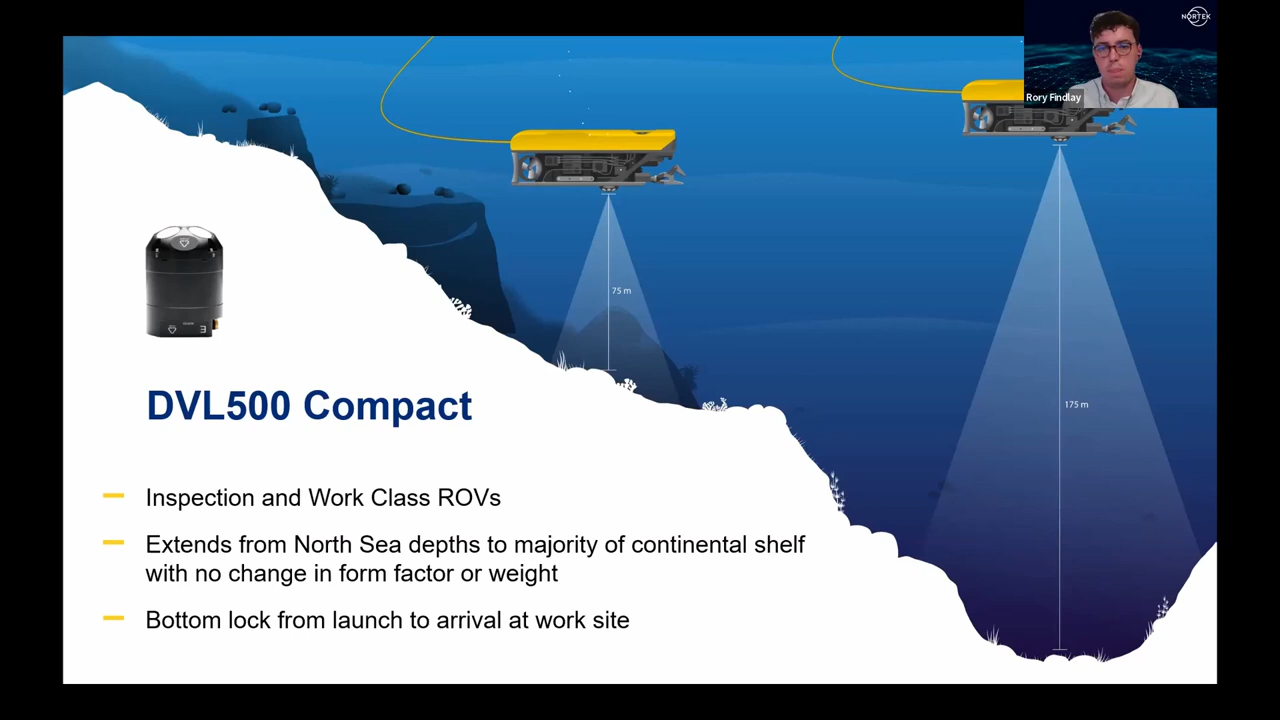 NORTEK
Rory Findlay
75 m
175 m
DVL500 Compact
Inspection and Work Class ROVs
Extends from North Sea depths to majority of continental shelf
with no change in form factor or weight
Bottom lock from launch to arrival at work site
3